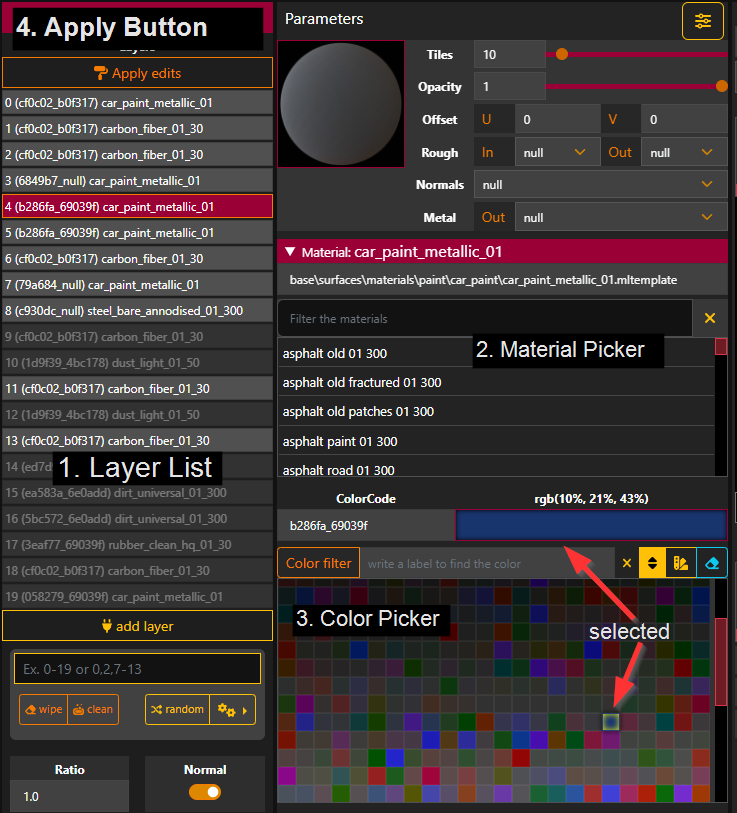 4. Apply Button
Apply edits
0 (cf0c02_b0f317) car_paint_metallic_01
1 (cf0c02_b0f317) carbon_fiber_01_30
2 (cf0c02_b0f317) carbon_fiber_01_30
3 (6849b7_null) car_paint_metallic_01
4 (b286fa_69039f) car_paint_metallic_01
5 (b286fa_69039f) car_paint_metallic_01
6 (cf0c02_b0f317) carbon_fiber_01_30
7 (79a684_null) car_paint_metallic_01
8 (c930dc_null) steel_bare_annodised_01_300
9 (cf0c02_b0f317) carbon_fiber_01_30
10 (1d9f39_4bc178) dust_light_01_50
11 (cf0c02_b0f317) carbon_fiber_01_30
12 (1d9f39_4bc178) dust_light_01_50
13 (cf0c02_b0f317) carbon_fiber_01_30
14 (ed7d
1. Layer List
15 (ea583a_6e0add) dirt_universal_01_300
16 (5bc572_6e0add) dirt_universal_01_300
17 (3eaf77_69039f) rubber_clean_hq_01_30
18 (cf0c02_b0f317) carbon_fiber_01_30
19 (058279_69039f) car_paint_metallic_01
add layer
Ex. 0-19 or 0,2,7-13
wipe clean random
Ratio Normal
1.0
Parameters
Tiles 10
Opacity 1
Offset U 0 V 0
Rough In null Out null
Normals null
Metal Out null
Material: car_paint_metallic_01
base\surfaces\materials\paint\car_paint\car_paint_metallic_01.mltemplate
Filter the materials
2. Material Picker
asphalt old 01 300
asphalt old fractured 01 300
asphalt old patches 01 300
asphalt paint 01 300
asphalt road 01 300
ColorCode rgb(10%, 21%, 43%)
b286fa_69039f
Color filter write a label to find the color
3. Color Picker
selected